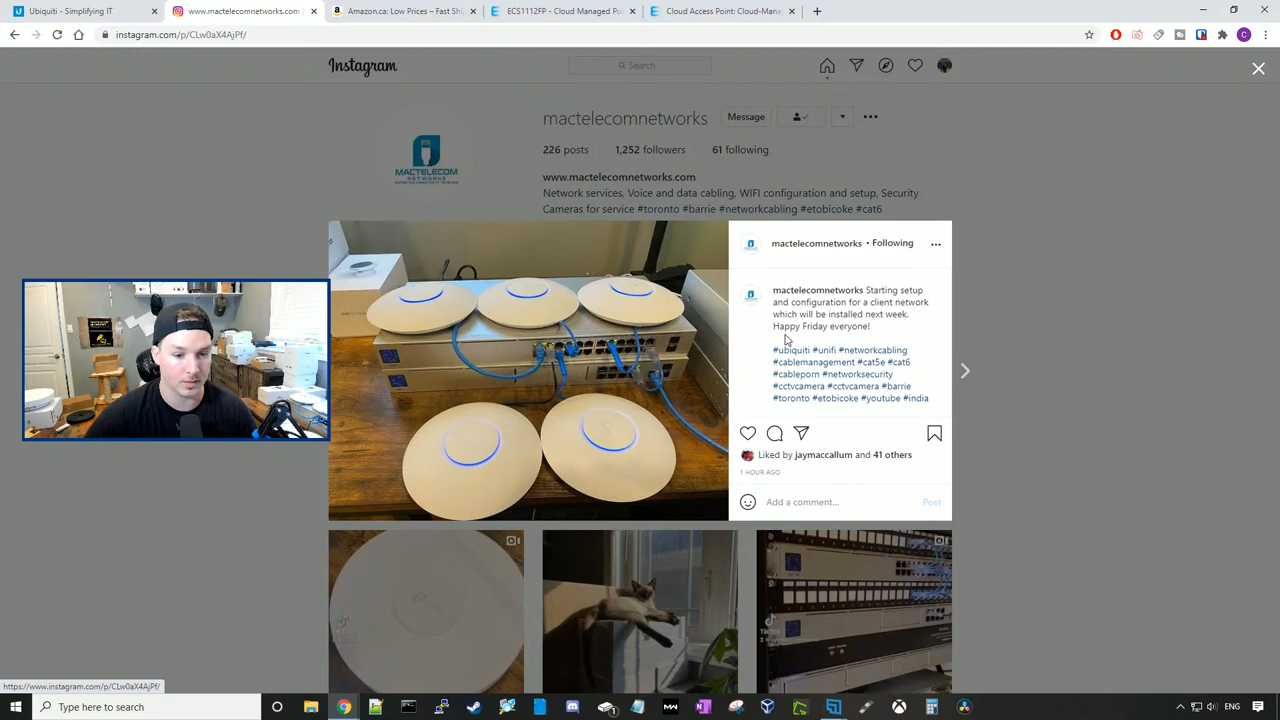 Ubiquiti - Simplifying IT
www.mactelecomnetworks.com
Amazon.ca: Low Prices – Fast Sh
ECS1112FP - Cloud Managed Po
Cloud Access Point: Cloud-Mana
instagram.com/p/CLw0aX4AjPf/
Instagram
Search
mactelecomnetworks
Message
226 posts
1,252 followers
61 following
MACTELECOM
NETWORKS
www.mactelecomnetworks.com
Network services, Voice and data cabling, WIFI configuration and setup, Security
Cameras for service #toronto #barrie #networkcabling #etobicoke #cat6
mactelecomnetworks • Following
mactelecomnetworks Starting setup
and configuration for a client network
which will be installed next week.
Happy Friday everyone!
#ubiquiti #unifi #networkcabling
#cablemanagement #cat5e #cat6
#cableporn #networksecurity
#cctvcamera #cctvcamera #barrie
#toronto #etobicoke #youtube #india
Liked by jaymaccallum and 41 others
1 HOUR AGO
Add a comment...
Post
TikTok
https://www.instagram.com/p/CLw0aX4AjPf/
Type here to search
ENG